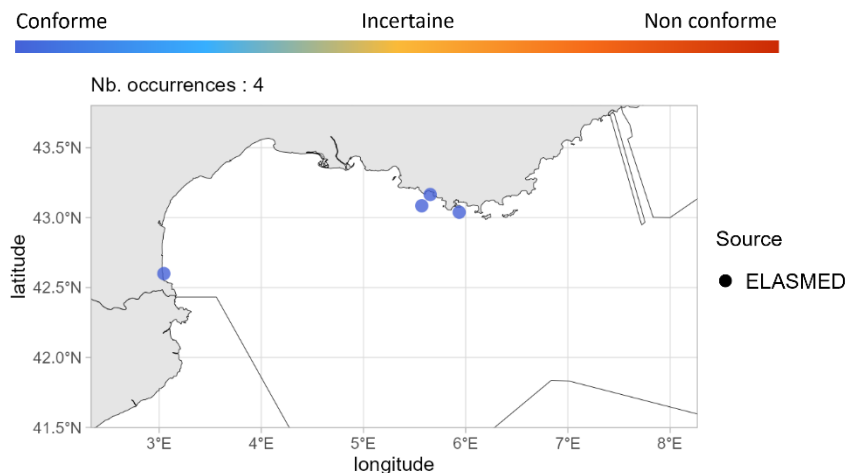 Conforme Incertaine Non conforme
Nb. occurrences : 4
43.5°N
43.0°N
42.5°N
42.0°N
41.5°N
latitude
3°E 4°E 5°E 6°E 7°E 8°E
longitude
Source
ELASMED